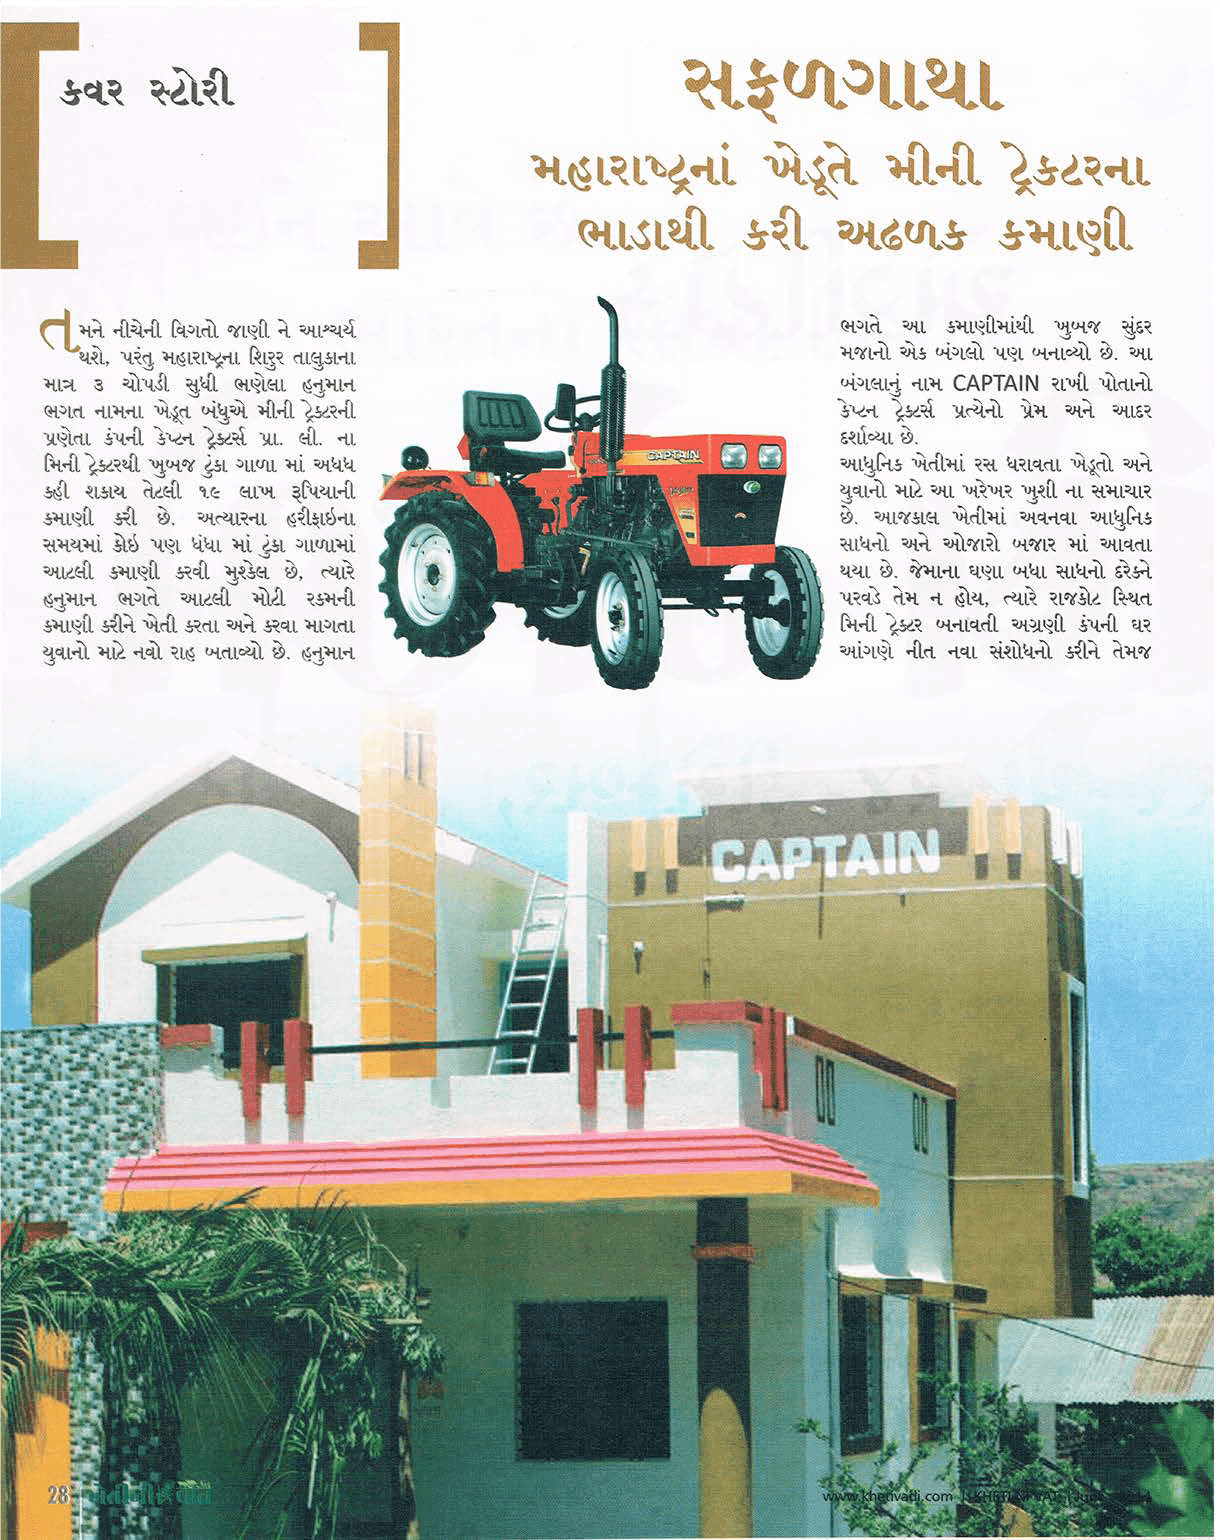 કવર સ્ટોરી
સફળગાથા
મહારાષ્ટ્રનાં ખેડૂતે મીની ટ્રેકટરના
ભાડાથી કરી અઢળક કમાણી
તમને નીચેની વિગતો જાણી ને આશ્ચર્ય
થશે, પરંતુ મહારાષ્ટ્રના શિરુર તાલુકાના
માત્ર ૩ ચોપડી સુધી ભણેલા હનુમાન
ભગત નામના ખેડૂત બંધુએ મીની ટ્રેક્ટરની
પ્રણેતા કંપની કેપ્ટન ટ્રેક્ટર્સ પ્રા. લી. ના
મિની ટ્રેક્ટરથી ખુબજ ટુંકા ગાળા માં અધધ
કહી શકાય તેટલી ૧૯ લાખ રૂપિયાની
કમાણી કરી છે. અત્યારના હરીફાઇના
સમયમાં કોઇ પણ ધંધા માં ટુંકા ગાળામાં
આટલી કમાણી કરવી મુશ્કેલ છે, ત્યારે
હનુમાન ભગતે આટલી મોટી રકમની
કમાણી કરીને ખેતી કરતા અને કરવા માગતા
યુવાનો માટે નવો રાહ બતાવ્યો છે. હનુમાન
ભગતે આ કમાણીમાંથી ખુબજ સુંદર
મજાનો એક બંગલો પણ બનાવ્યો છે. આ
બંગલાનું નામ CAPTAIN રાખી પોતાનો
કેપ્ટન ટ્રેક્ટર્સ પ્રત્યેનો પ્રેમ અને આદર
દર્શાવ્યા છે.
આધુનિક ખેતીમાં રસ ધરાવતા ખેડૂતો અને
યુવાનો માટે આ ખરેખર ખુશી ના સમાચાર
છે. આજકાલ ખેતીમાં અવનવા આધુનિક
સાધનો અને ઓજારો બજાર માં આવતા
થયા છે. જેમાના ઘણા બધા સાધનો દરેકને
પરવડે તેમ ન હોય, ત્યારે રાજકોટ સ્થિત
મિની ટ્રેક્ટર બનાવતી અગ્રણી કંપની ઘર
આંગણે નીત નવા સંશોધનો કરીને તેમજ
CAPTAIN
CAPTAIN
28
www.khetivadi.com